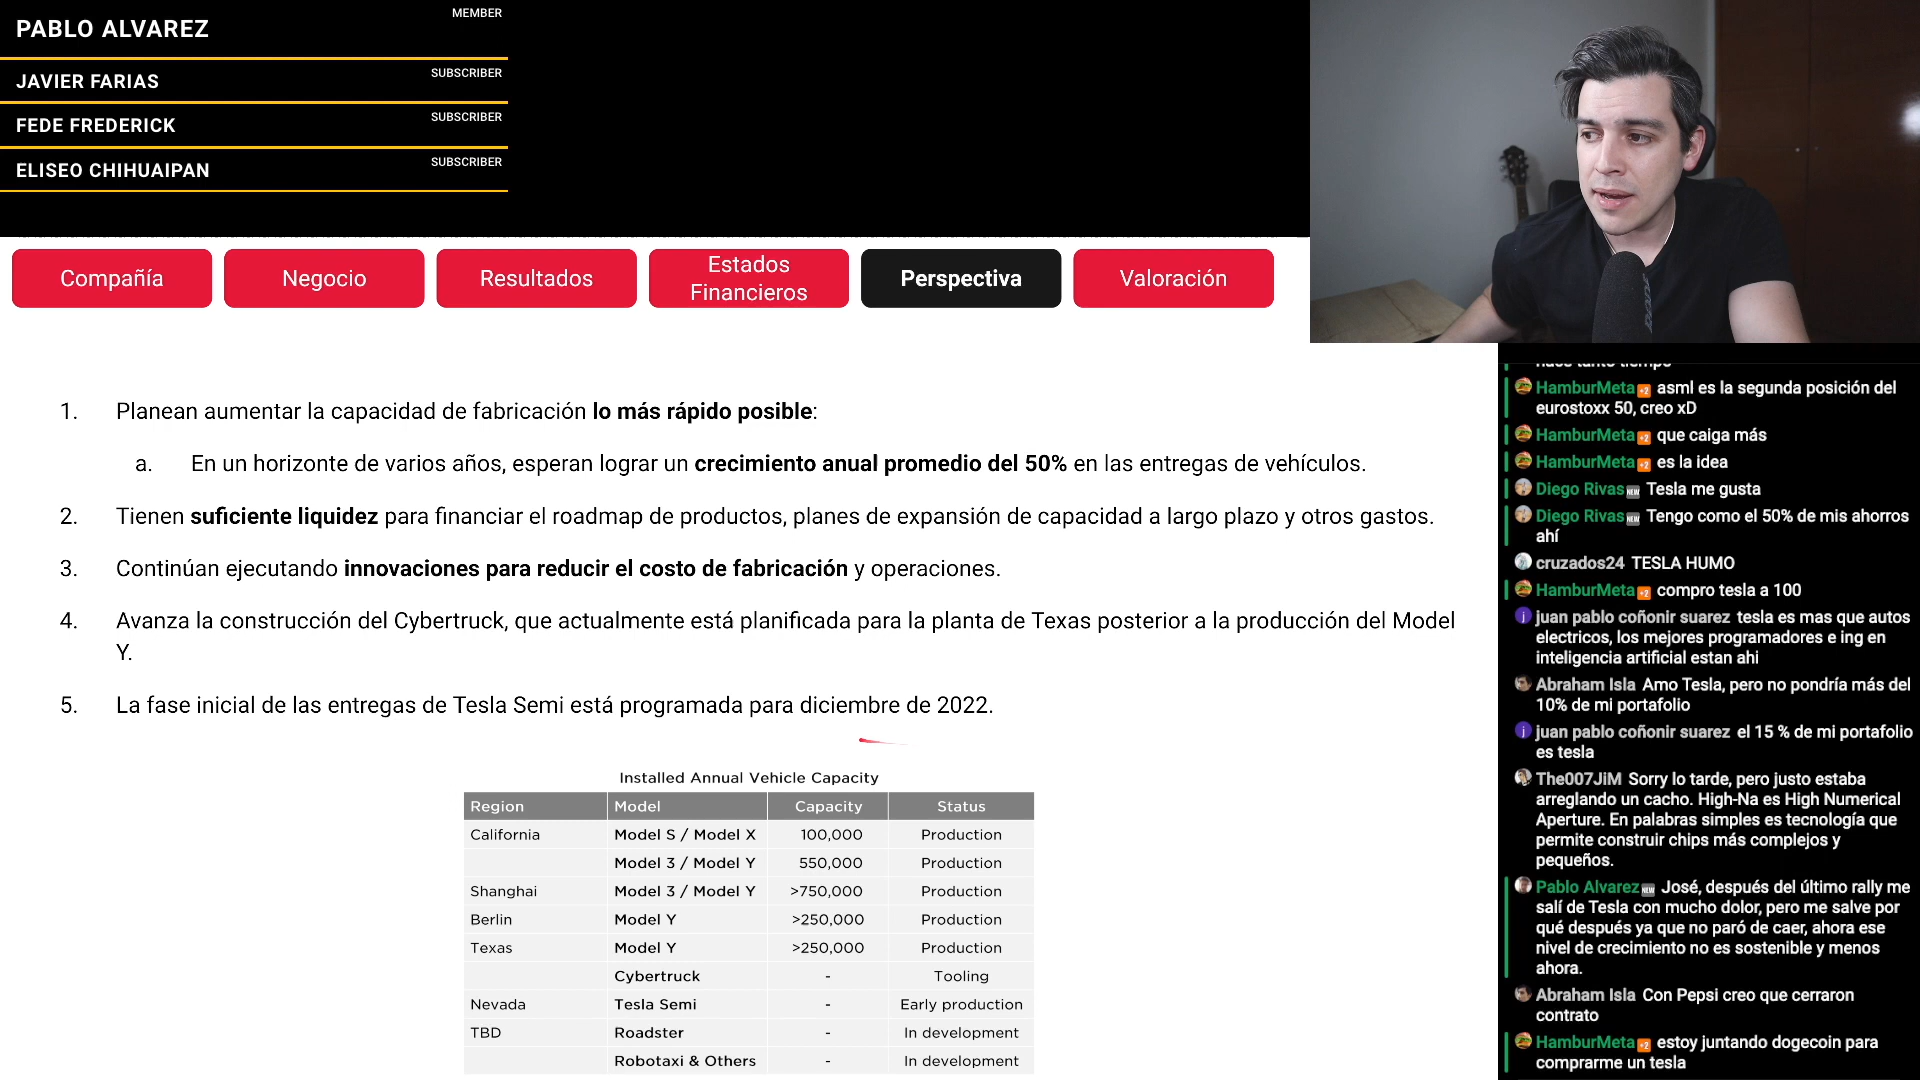 PABLO ALVAREZ
MEMBER
JAVIER FARIAS
SUBSCRIBER
FEDE FREDERICK
SUBSCRIBER
ELISEO CHIHUAIPAN
SUBSCRIBER
Compañía
Negocio
Resultados
Estados
Financieros
Perspectiva
Valoración
1. Planean aumentar la capacidad de fabricación lo más rápido posible:
a. En un horizonte de varios años, esperan lograr un crecimiento anual promedio del 50% en las entregas de vehículos.
2. Tienen suficiente liquidez para financiar el roadmap de productos, planes de expansión de capacidad a largo plazo y otros gastos.
3. Continúan ejecutando innovaciones para reducir el costo de fabricación y operaciones.
4. Avanza la construcción del Cybertruck, que actualmente está planificada para la planta de Texas posterior a la producción del Model
Y.
5. La fase inicial de las entregas de Tesla Semi está programada para diciembre de 2022.
Installed Annual Vehicle Capacity
Region Model Capacity Status
California Model S / Model X 100,000 Production
Model 3 / Model Y 550,000 Production
Shanghai Model 3 / Model Y >750,000 Production
Berlin Model Y >250,000 Production
Texas Model Y >250,000 Production
Cybertruck - Tooling
Nevada Tesla Semi - Early production
TBD Roadster - In development
Robotaxi & Others - In development
hace tanto tiempo
HamburMeta +2 asml es la segunda posición del
eurostoxx 50, creo xD
HamburMeta +2 que caiga más
HamburMeta +2 es la idea
Diego Rivas NEW Tesla me gusta
Diego Rivas NEW Tengo como el 50% de mis ahorros
ahí
cruzados24 TESLA HUMO
HamburMeta +2 compro tesla a 100
j juan pablo coñonir suarez tesla es mas que autos
electricos, los mejores programadores e ing en
inteligencia artificial estan ahi
Abraham Isla Amo Tesla, pero no pondría más del
10% de mi portafolio
j juan pablo coñonir suarez el 15 % de mi portafolio
es tesla
The007JiM Sorry lo tarde, pero justo estaba
arreglando un cacho. High-Na es High Numerical
Aperture. En palabras simples es tecnología que
permite construir chips más complejos y
pequeños.
Pablo Alvarez NEW José, después del último rally me
salí de Tesla con mucho dolor, pero me salve por
qué después ya que no paró de caer, ahora ese
nivel de crecimiento no es sostenible y menos
ahora.
Abraham Isla Con Pepsi creo que cerraron
contrato
HamburMeta +2 estoy juntando dogecoin para
comprarme un tesla